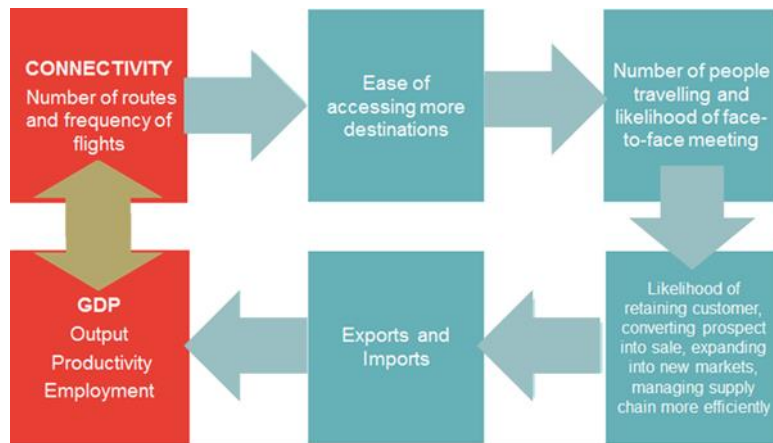 CONNECTIVITY
Number of routes
and frequency of
flights
Ease of
accessing more
destinations
Number of people
travelling and
likelihood of face-
to-face meeting
Likelihood of
retaining customer,
converting prospect
into sale, expanding
into new markets,
managing supply
chain more efficiently
Exports and
Imports
GDP
Output
Productivity
Employment